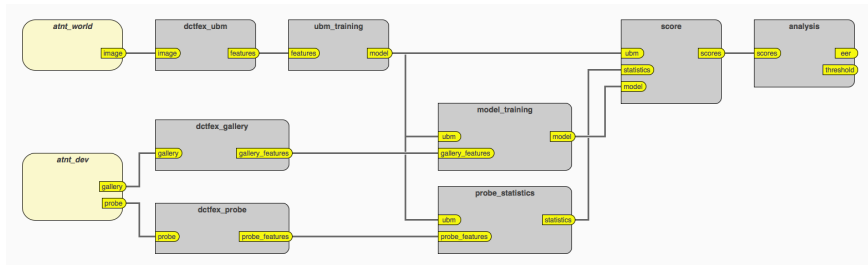 atnt_world
image
dctfex_ubm
image
features
ubm_training
features
model
score
ubm
statistics
model
scores
analysis
scores
eer
threshold
atnt_dev
gallery
probe
dctfex_gallery
gallery
gallery_features
model_training
ubm
gallery_features
model
dctfex_probe
probe
probe_features
probe_statistics
ubm
probe_features
statistics